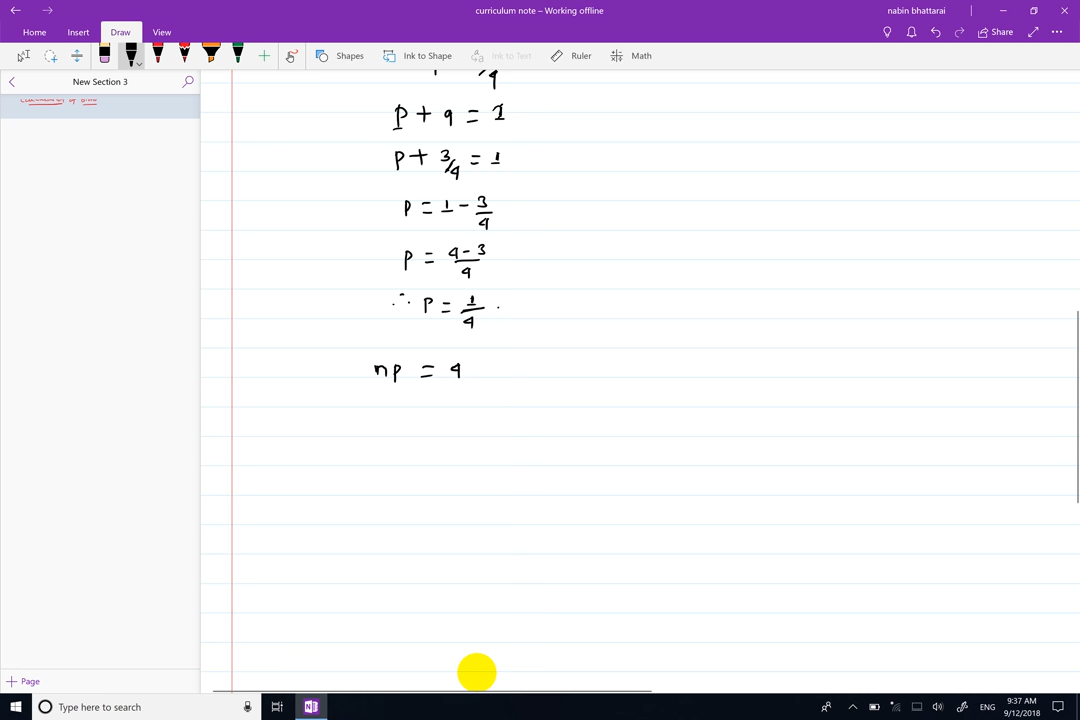 curriculum note – Working offline
nabin bhattarai
Home Insert Draw View
Share
Shapes Ink to Shape Ink to Text Ruler Math
New Section 3
4
p + q = 1
p + 3/4 = 1
p = 1 - 3/4
p = 4-3/4
∴ p = 1/4 .
np = 4
+ Page
Type here to search
ENG
9:37 AM
9/12/2018